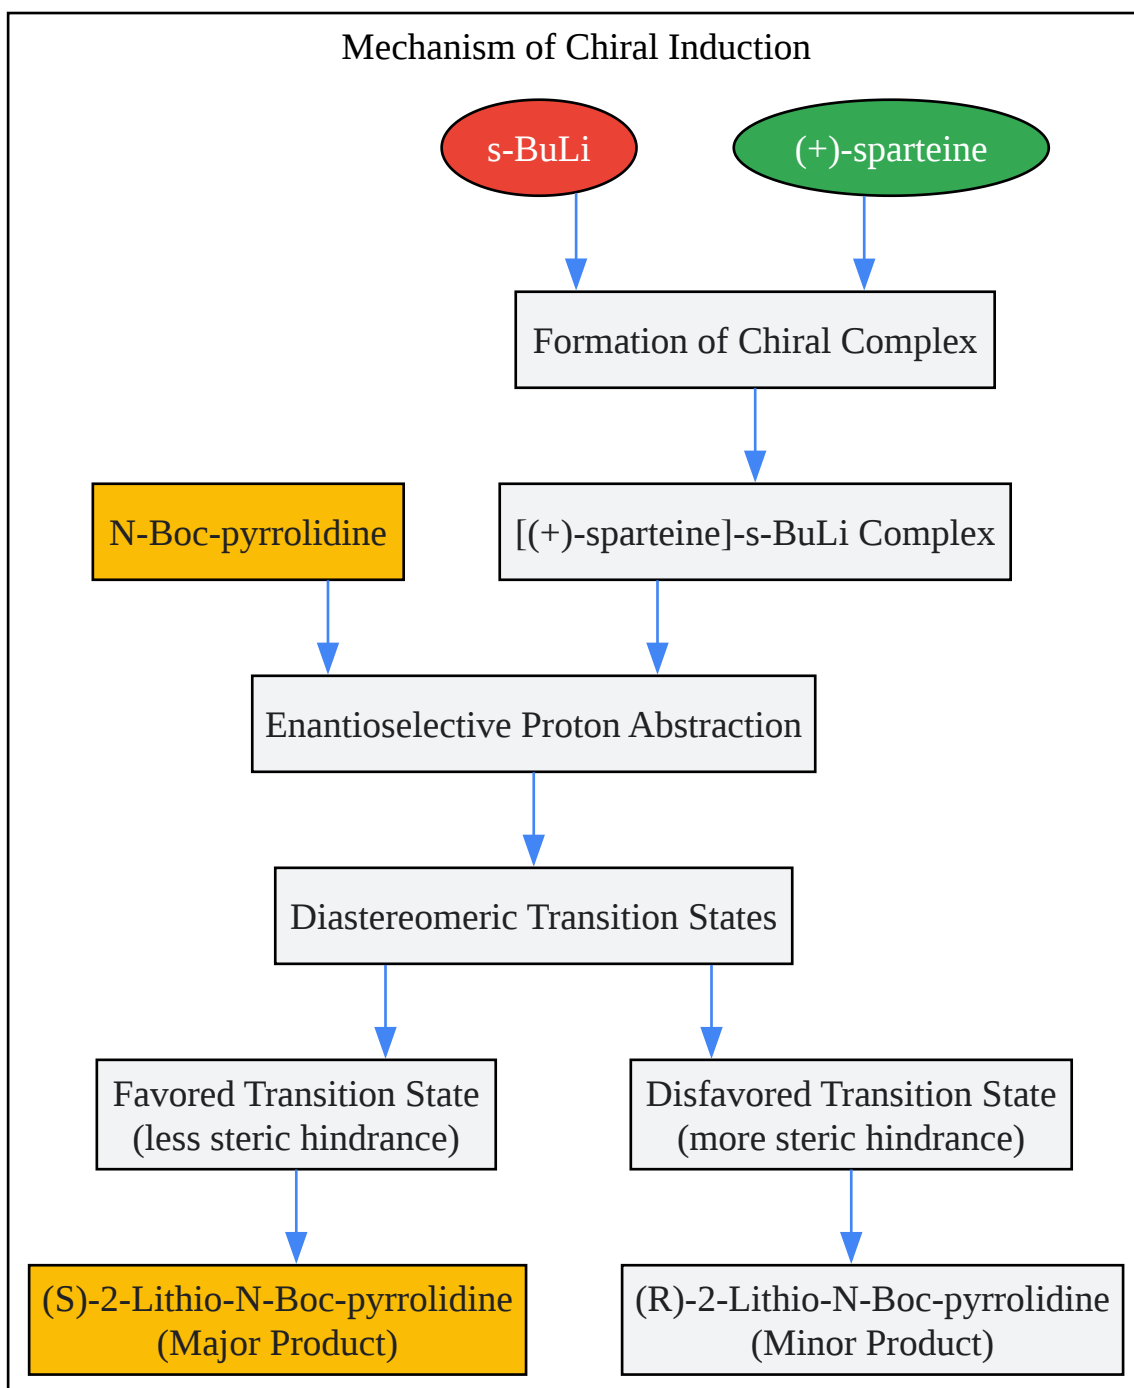 Mechanism of Chiral Induction
s-BuLi
(+)-sparteine
Formation of Chiral Complex
N-Boc-pyrrolidine
[(+)-sparteine]-s-BuLi Complex
Enantioselective Proton Abstraction
Diastereomeric Transition States
Favored Transition State
(less steric hindrance)
Disfavored Transition State
(more steric hindrance)
(S)-2-Lithio-N-Boc-pyrrolidine
(Major Product)
(R)-2-Lithio-N-Boc-pyrrolidine
(Minor Product)